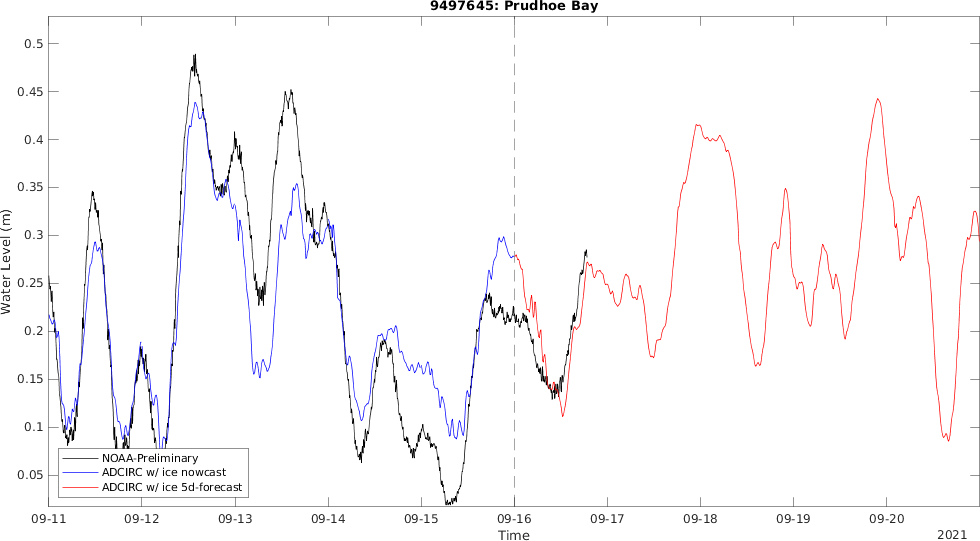 9497645: Prudhoe Bay
Water Level (m)
0.5
0.45
0.4
0.35
0.3
0.25
0.2
0.15
0.1
0.05
NOAA-Preliminary
ADCIRC w/ ice nowcast
ADCIRC w/ ice 5d-forecast
09-11 09-12 09-13 09-14 09-15 09-16 09-17 09-18 09-19 09-20
Time
2021